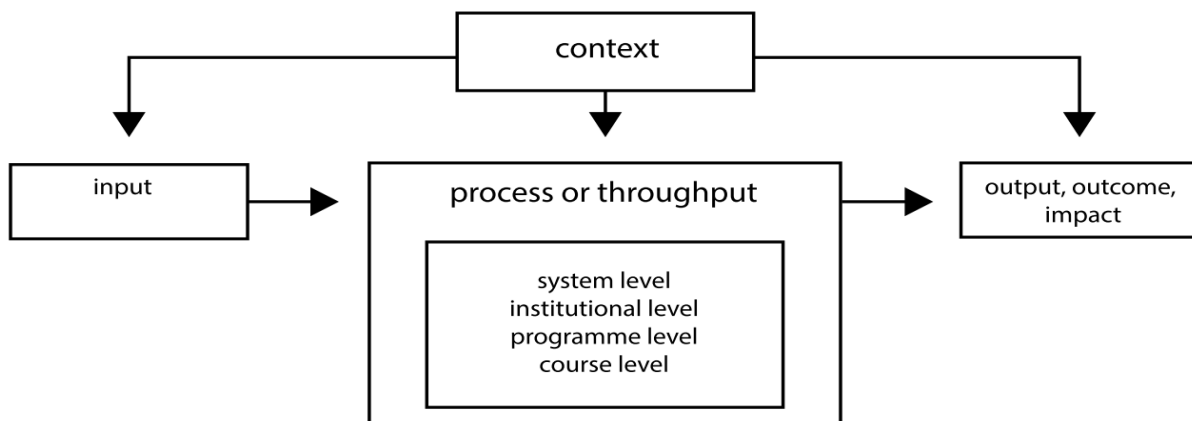 context
input
process or throughput
output, outcome,
impact
system level
institutional level
programme level
course level